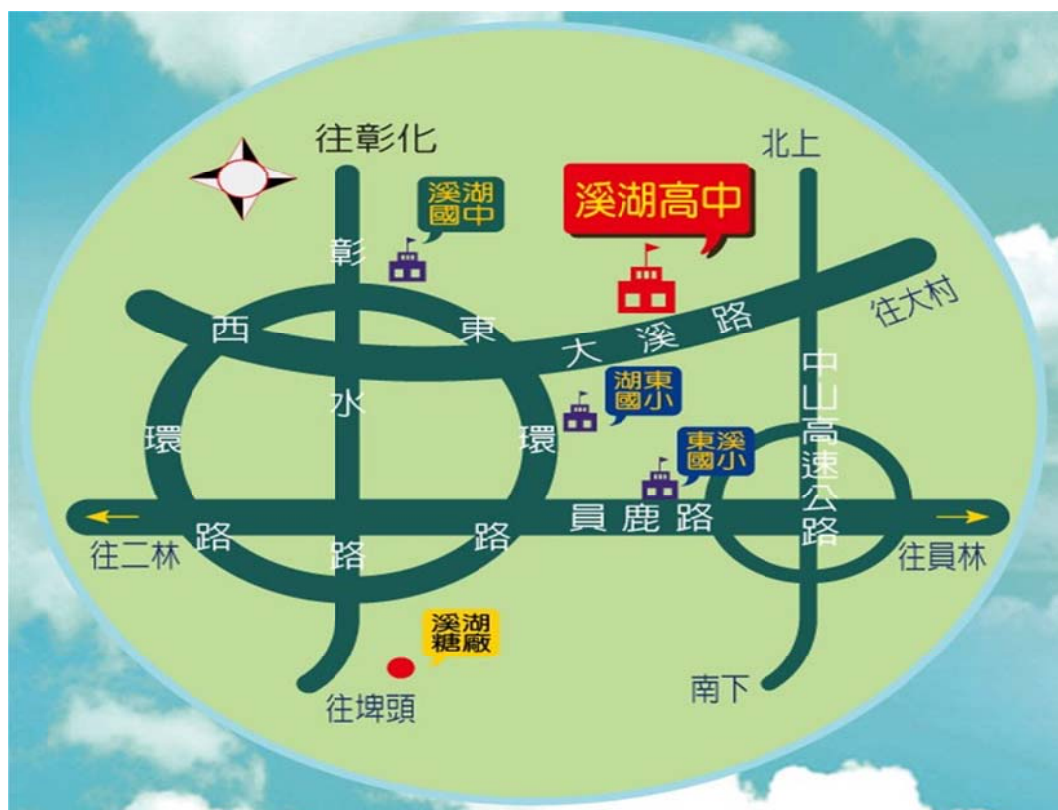 往彰化
北上
溪湖
國中
溪湖高中
彰水路
西環路
東環路
大溪路
往大村
中山高速公路
湖東
國小
東溪
國小
員鹿路
往二林
往員林
溪湖
糖廠
往埤頭
南下